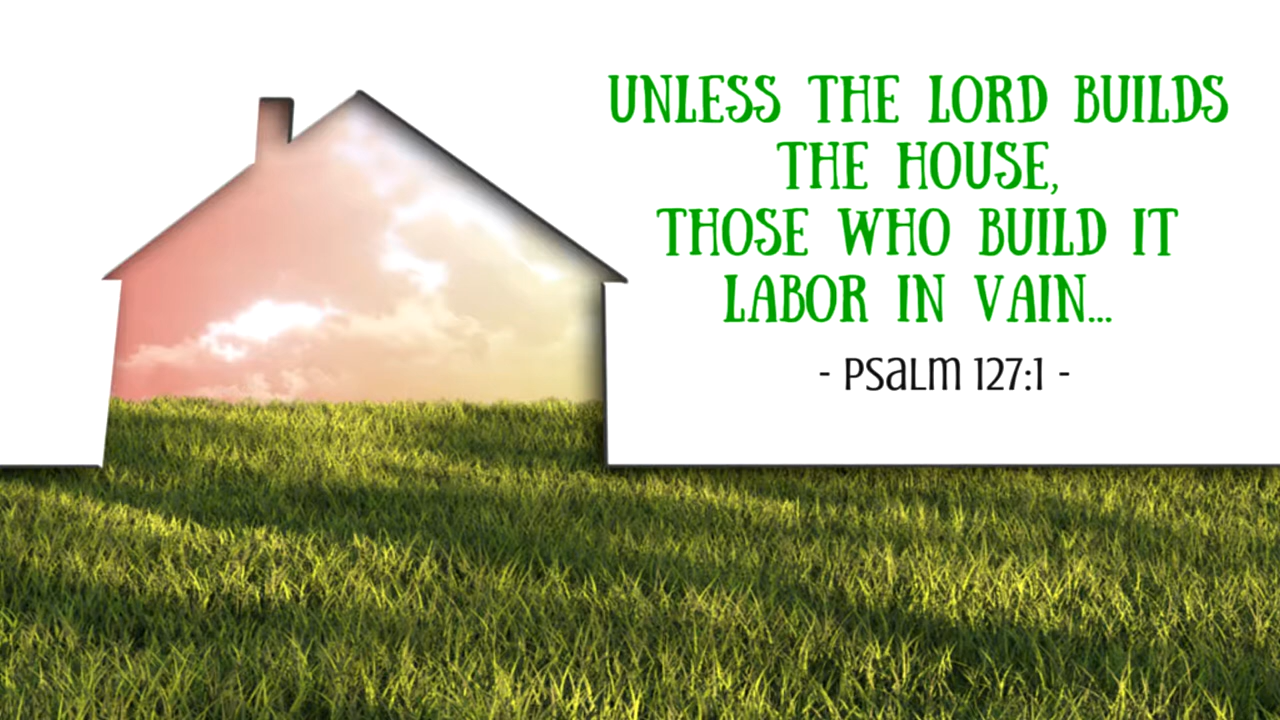 UNLESS THE LORD BUILDS
THE HOUSE,
THOSE WHO BUILD IT
LABOR IN VAIN...
- PSALM 127:1 -